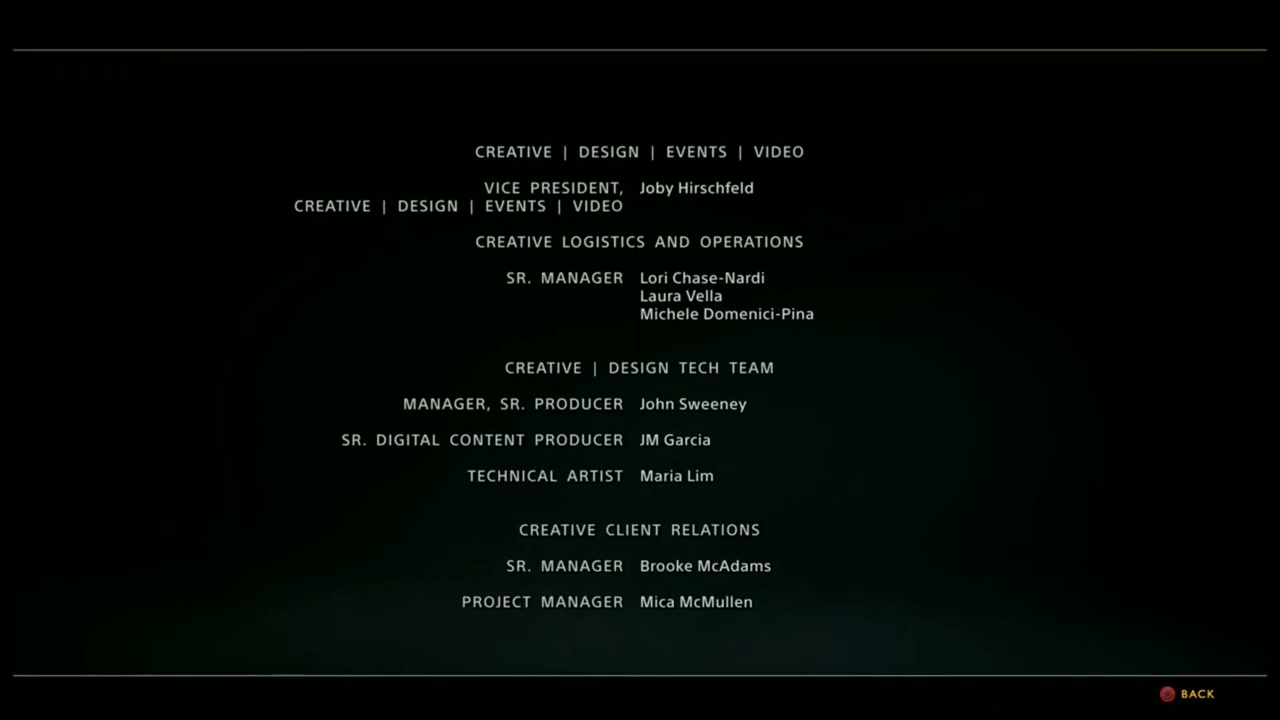 CREATIVE | DESIGN | EVENTS | VIDEO
VICE PRESIDENT, Joby Hirschfeld
CREATIVE | DESIGN | EVENTS | VIDEO
CREATIVE LOGISTICS AND OPERATIONS
SR. MANAGER Lori Chase-Nardi
Laura Vella
Michele Domenici-Pina
CREATIVE | DESIGN TECH TEAM
MANAGER, SR. PRODUCER John Sweeney
SR. DIGITAL CONTENT PRODUCER JM Garcia
TECHNICAL ARTIST Maria Lim
CREATIVE CLIENT RELATIONS
SR. MANAGER Brooke McAdams
PROJECT MANAGER Mica McMullen
BACK